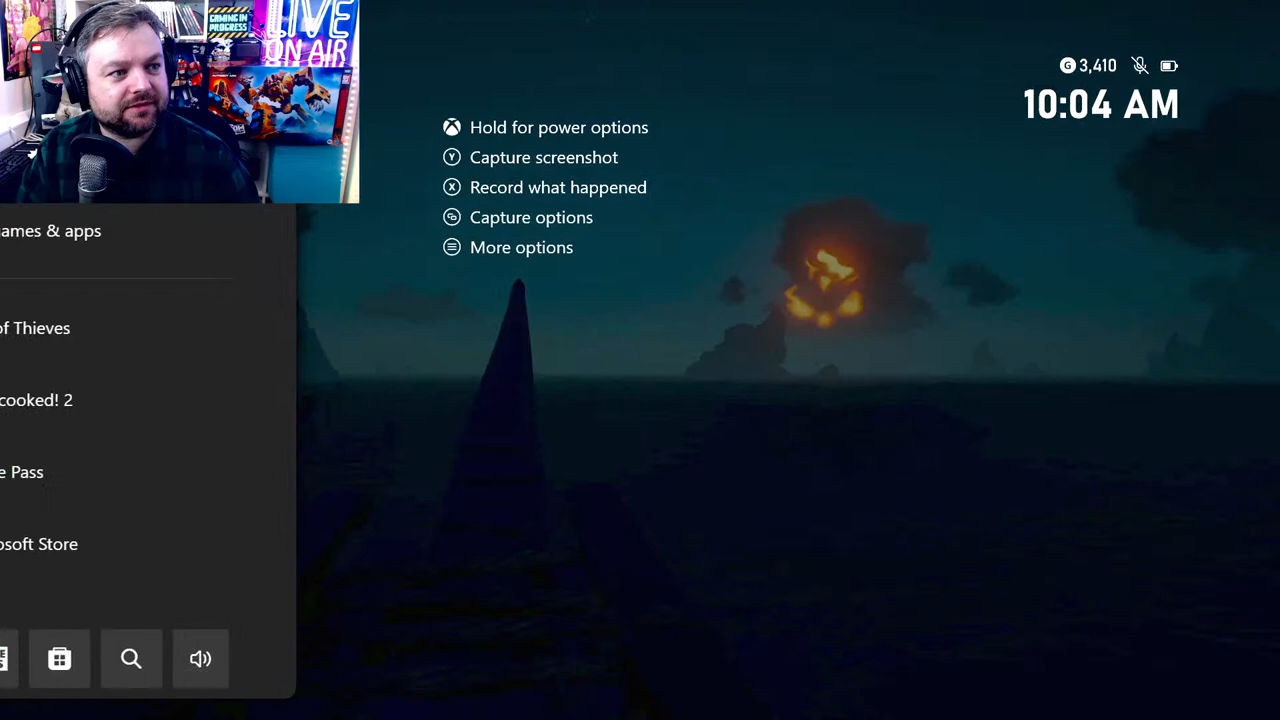 GAMING IN
PROGRESS
LIVE
ON AIR
G 3,410
10:04 AM
Hold for power options
Y Capture screenshot
X Record what happened
Capture options
More options
ames & apps
of Thieves
cooked! 2
e Pass
osoft Store